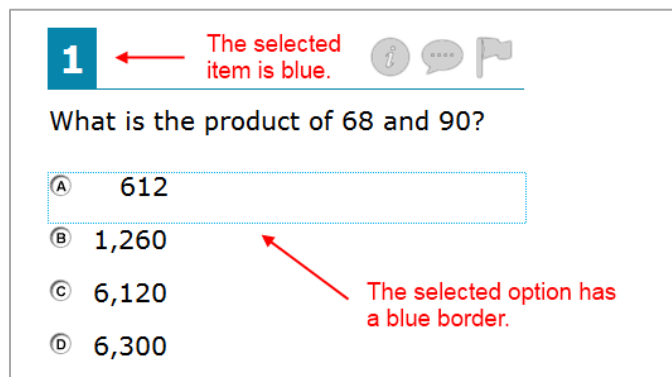 1
The selected
item is blue.
i
What is the product of 68 and 90?
A 612
B 1,260
C 6,120
The selected option has
a blue border.
D 6,300